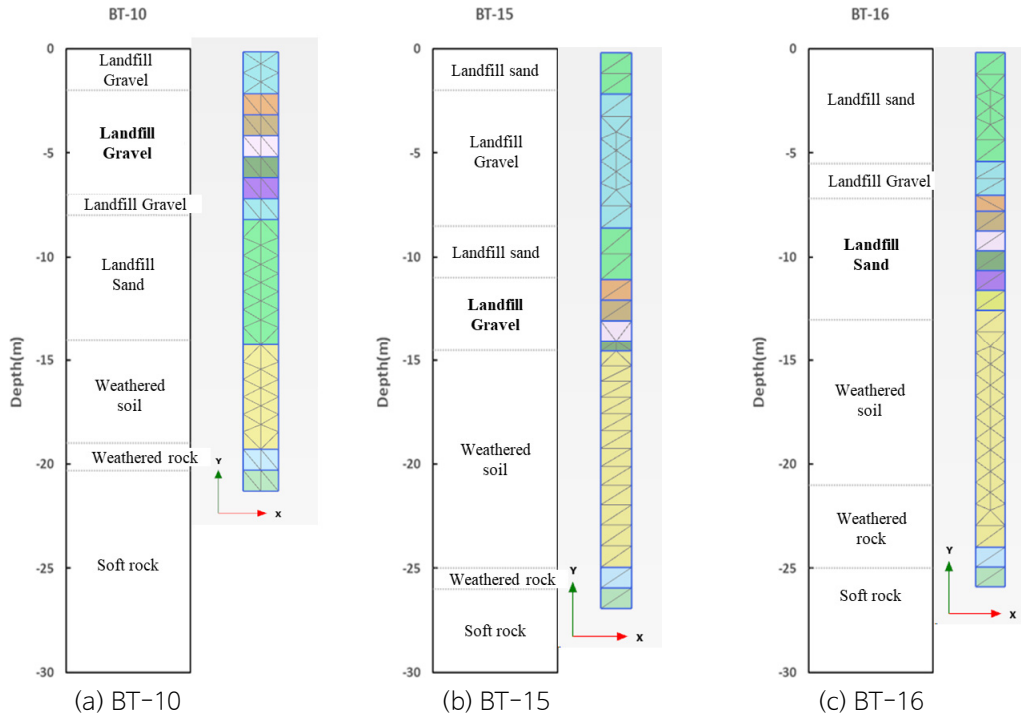 BT-10
BT-15
BT-16
0
-5
-10
-15
-20
-25
-30
Depth(m)
Landfill
Gravel
Landfill
Gravel
Landfill Gravel
Landfill
Sand
Weathered
soil
Weathered rock
Soft rock
Y
X
0
-5
-10
-15
-20
-25
-30
Depth(m)
Landfill sand
Landfill
Gravel
Landfill sand
Landfill
Gravel
Weathered
soil
Weathered rock
Soft rock
Y
X
0
-5
-10
-15
-20
-25
-30
Depth(m)
Landfill sand
Landfill Gravel
Landfill
Sand
Weathered
soil
Weathered
rock
Soft rock
Y
X
(a) BT-10
(b) BT-15
(c) BT-16